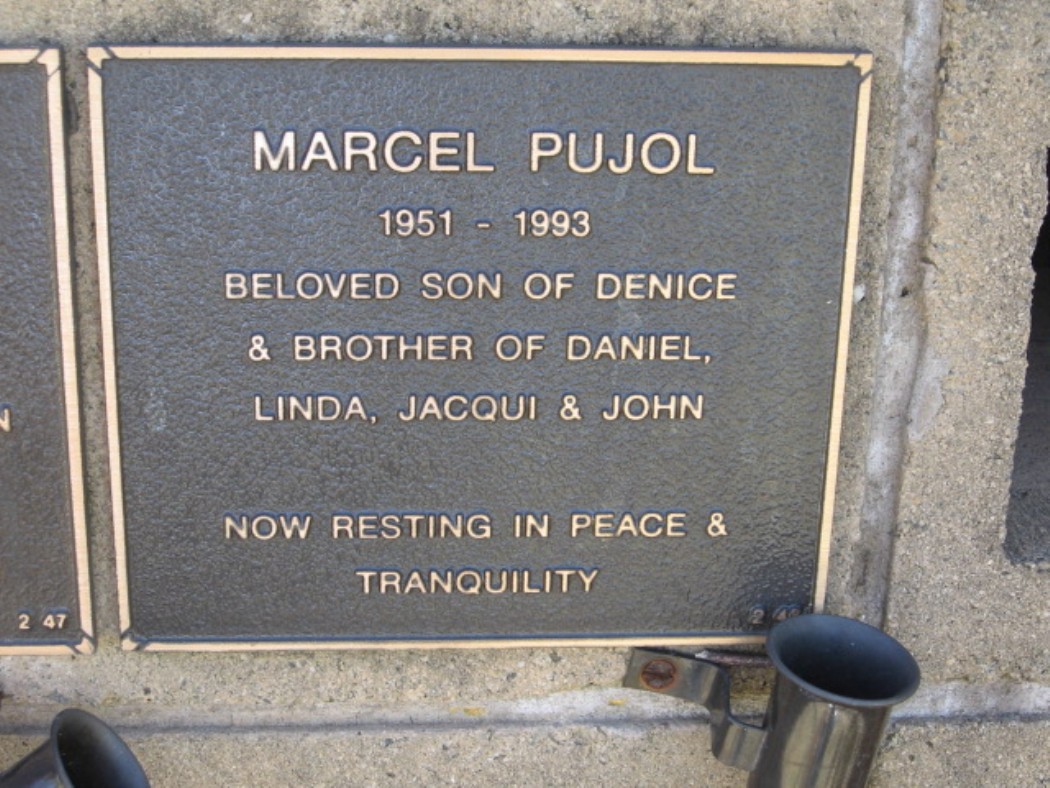 MARCEL PUJOL
1951 - 1993
BELOVED SON OF DENICE
& BROTHER OF DANIEL,
LINDA, JACQUI & JOHN
NOW RESTING IN PEACE &
TRANQUILITY
N
2 47
2